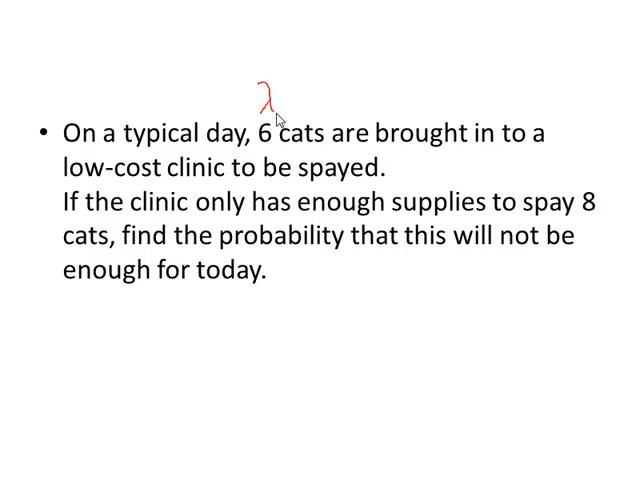 λ
• On a typical day, 6 cats are brought in to a
low-cost clinic to be spayed.
If the clinic only has enough supplies to spay 8
cats, find the probability that this will not be
enough for today.